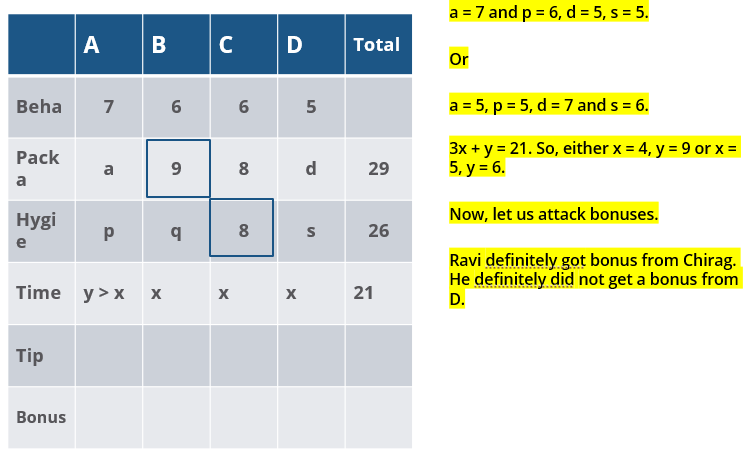 A B C D Total
Beha 7 6 6 5
Pack
a a 9 8 d 29
Hygi
e p q 8 s 26
Time y > x x x x 21
Tip
Bonus
a = 7 and p = 6, d = 5, s = 5.
Or
a = 5, p = 5, d = 7 and s = 6.
3x + y = 21. So, either x = 4, y = 9 or x =
5, y = 6.
Now, let us attack bonuses.
Ravi definitely got bonus from Chirag.
He definitely did not get a bonus from
D.